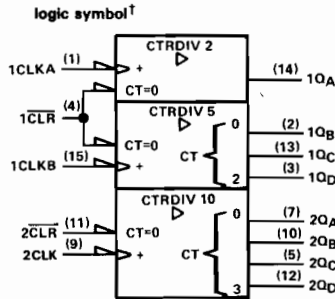 logic symbol†
CTRDIV 2
1CLKA (1) +
(14) 1QA
CT=0
1CLR (4)
CTRDIV 5
0
(2) 1QB
CT=0
(13) 1QC
CT
1CLKB (15) +
(3) 1QD
2
CTRDIV 10
0
(7) 2QA
2CLR (11) CT=0
(10) 2QB
2CLK (9) +
CT
(5) 2QC
3
(12) 2QD